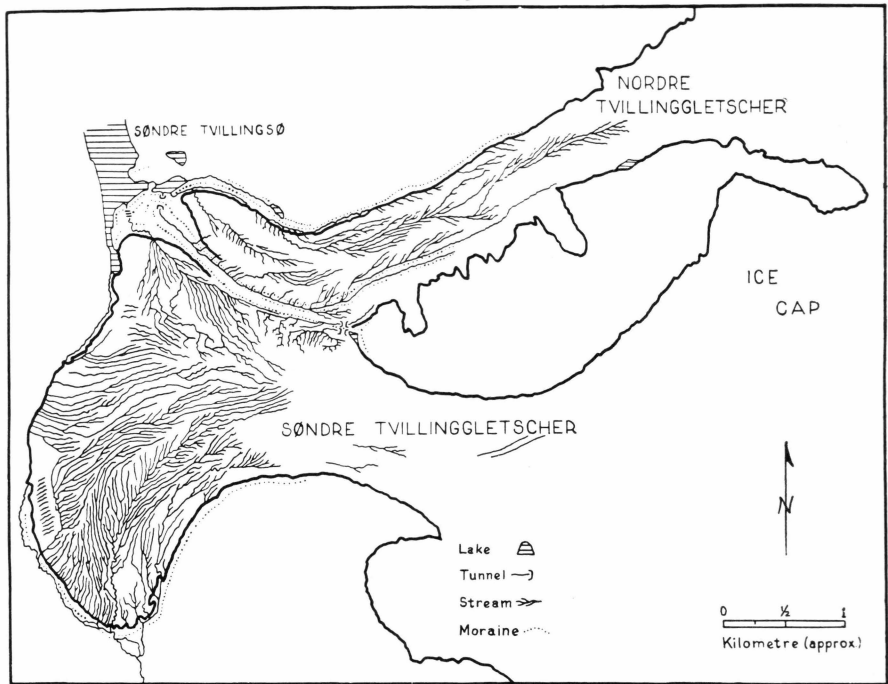 NORDRE
TVILLINGGLETSCHER
SØNDRE TVILLINGSØ
ICE
CAP
SØNDRE TVILLINGGLETSCHER
N
Lake
Tunnel
Stream
Moraine
0 ½ 1
Kilometre (approx.)